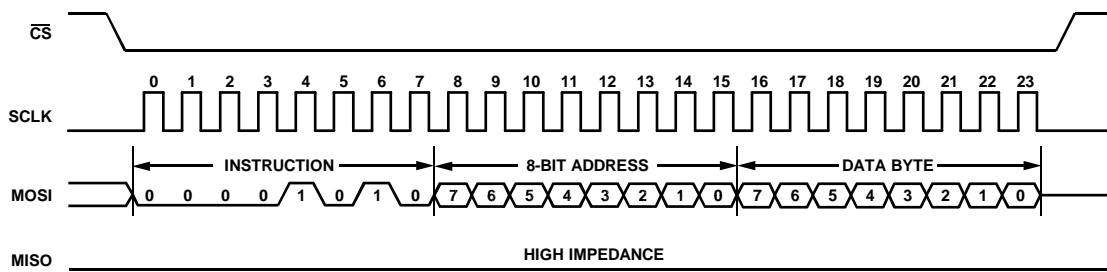 CS
0 1 2 3 4 5 6 7 8 9 10 11 12 13 14 15 16 17 18 19 20 21 22 23
SCLK
INSTRUCTION 8-BIT ADDRESS DATA BYTE
MOSI 0 0 0 0 1 0 1 0 7 6 5 4 3 2 1 0 7 6 5 4 3 2 1 0
HIGH IMPEDANCE
MISO